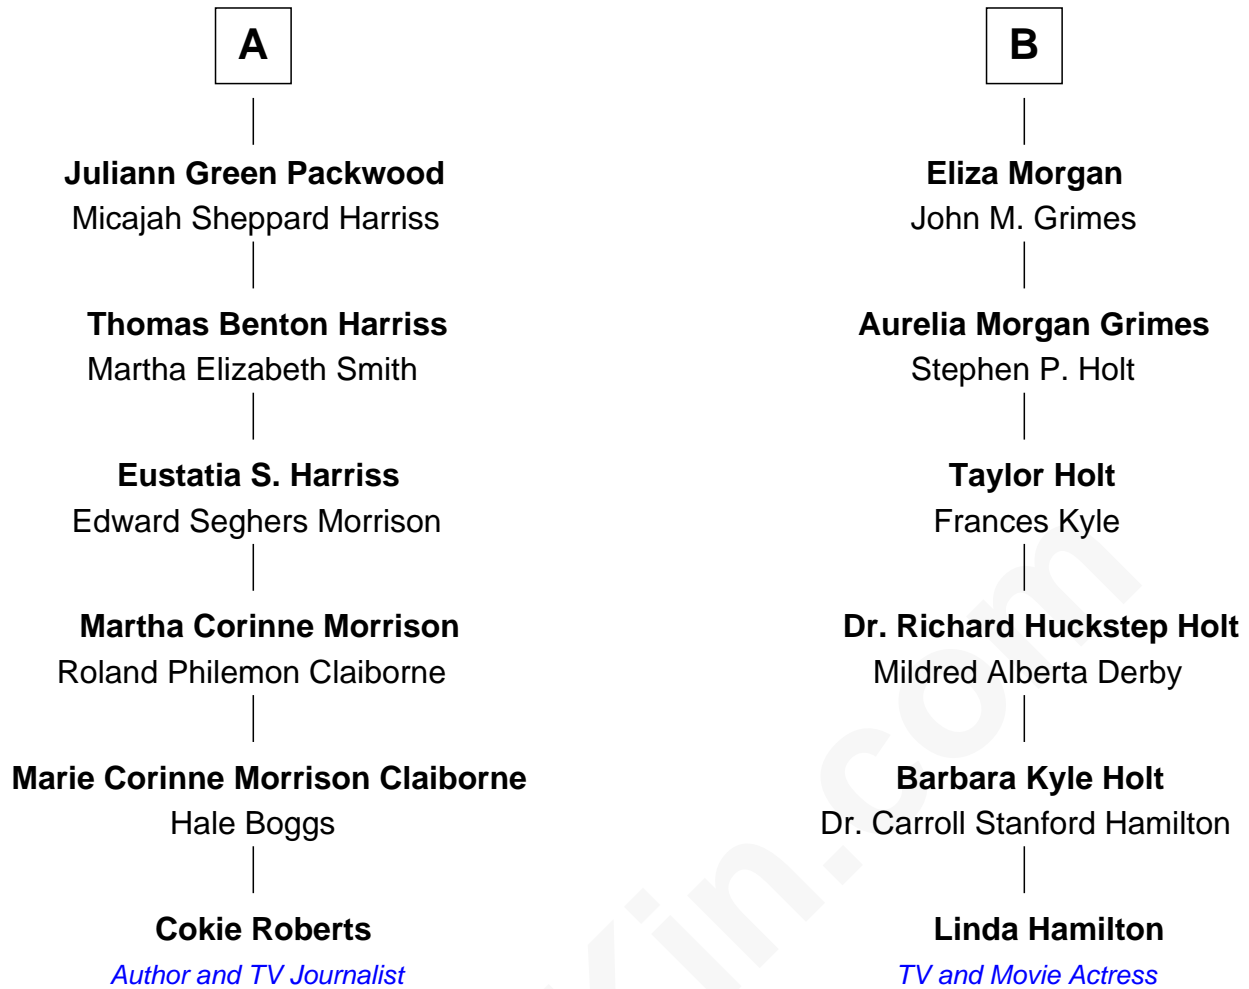 A
Juliann Green Packwood
Micajah Sheppard Harriss
Thomas Benton Harriss
Martha Elizabeth Smith
Eustatia S. Harriss
Edward Seghers Morrison
Martha Corinne Morrison
Roland Philemon Claiborne
Marie Corinne Morrison Claiborne
Hale Boggs
Cokie Roberts
Author and TV Journalist
B
Eliza Morgan
John M. Grimes
Aurelia Morgan Grimes
Stephen P. Holt
Taylor Holt
Frances Kyle
Dr. Richard Huckstep Holt
Mildred Alberta Derby
Barbara Kyle Holt
Dr. Carroll Stanford Hamilton
Linda Hamilton
TV and Movie Actress